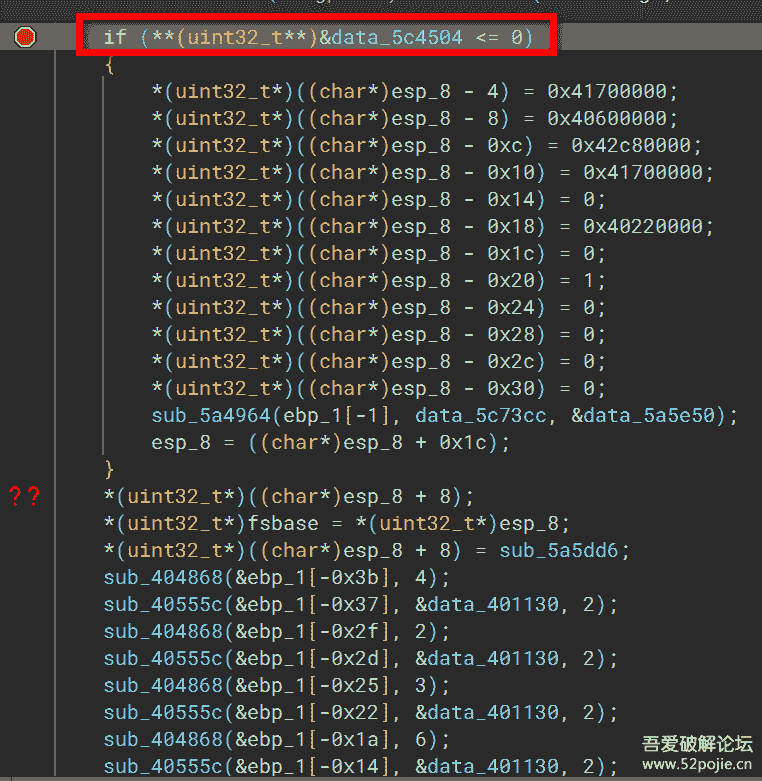 if (**(uint32_t**)&data_5c4504 <= 0)
{
*(uint32_t*)((char*)esp_8 - 4) = 0x41700000;
*(uint32_t*)((char*)esp_8 - 8) = 0x40600000;
*(uint32_t*)((char*)esp_8 - 0xc) = 0x42c80000;
*(uint32_t*)((char*)esp_8 - 0x10) = 0x41700000;
*(uint32_t*)((char*)esp_8 - 0x14) = 0;
*(uint32_t*)((char*)esp_8 - 0x18) = 0x40220000;
*(uint32_t*)((char*)esp_8 - 0x1c) = 0;
*(uint32_t*)((char*)esp_8 - 0x20) = 1;
*(uint32_t*)((char*)esp_8 - 0x24) = 0;
*(uint32_t*)((char*)esp_8 - 0x28) = 0;
*(uint32_t*)((char*)esp_8 - 0x2c) = 0;
*(uint32_t*)((char*)esp_8 - 0x30) = 0;
sub_5a4964(ebp_1[-1], data_5c73cc, &data_5a5e50);
esp_8 = ((char*)esp_8 + 0x1c);
}
?? *(uint32_t*)((char*)esp_8 + 8);
*(uint32_t*)fsbase = *(uint32_t*)esp_8;
*(uint32_t*)((char*)esp_8 + 8) = sub_5a5dd6;
sub_404868(&ebp_1[-0x3b], 4);
sub_40555c(&ebp_1[-0x37], &data_401130, 2);
sub_404868(&ebp_1[-0x2f], 2);
sub_40555c(&ebp_1[-0x2d], &data_401130, 2);
sub_404868(&ebp_1[-0x25], 3);
sub_40555c(&ebp_1[-0x22], &data_401130, 2);
sub_404868(&ebp_1[-0x1a], 6);
sub_40555c(&ebp_1[-0x14], &data_401130, 2);
吾爱破解论坛
www.52pojie.cn